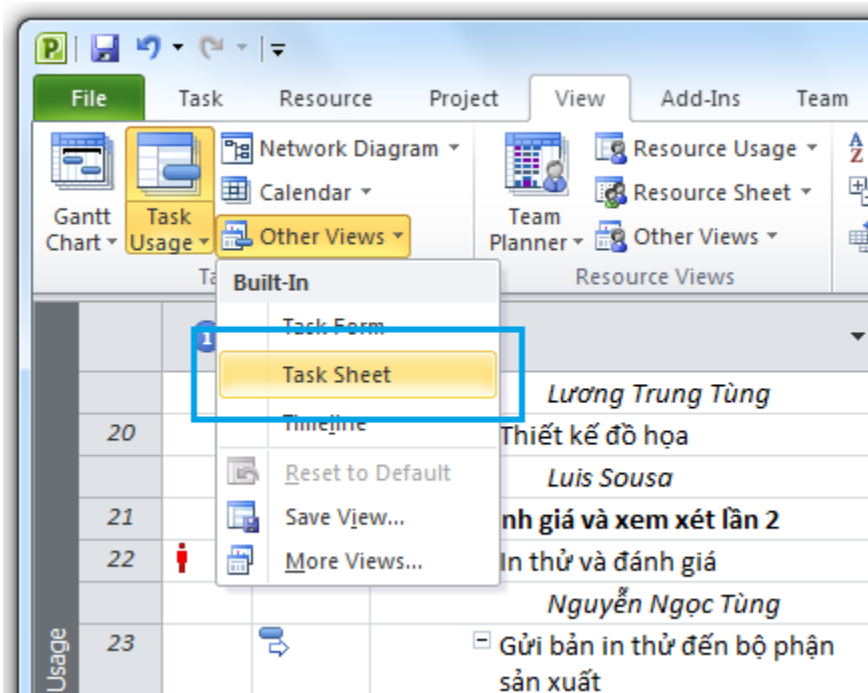 File Task Resource Project View Add-Ins Team
Network Diagram
Resource Usage
Calendar
Resource Sheet
Gantt Chart
Task Usage
Other Views
Team Planner
Other Views
Resource Views
Built-In
Task Form
Task Sheet
Timeline
Reset to Default
Save View...
More Views...
Lương Trung Tùng
20 Thiết kế đồ họa
Luis Sousa
21 nh giá và xem xét lần 2
22 In thử và đánh giá
Nguyễn Ngọc Tùng
23 Gửi bản in thử đến bộ phận
sản xuất
Usage